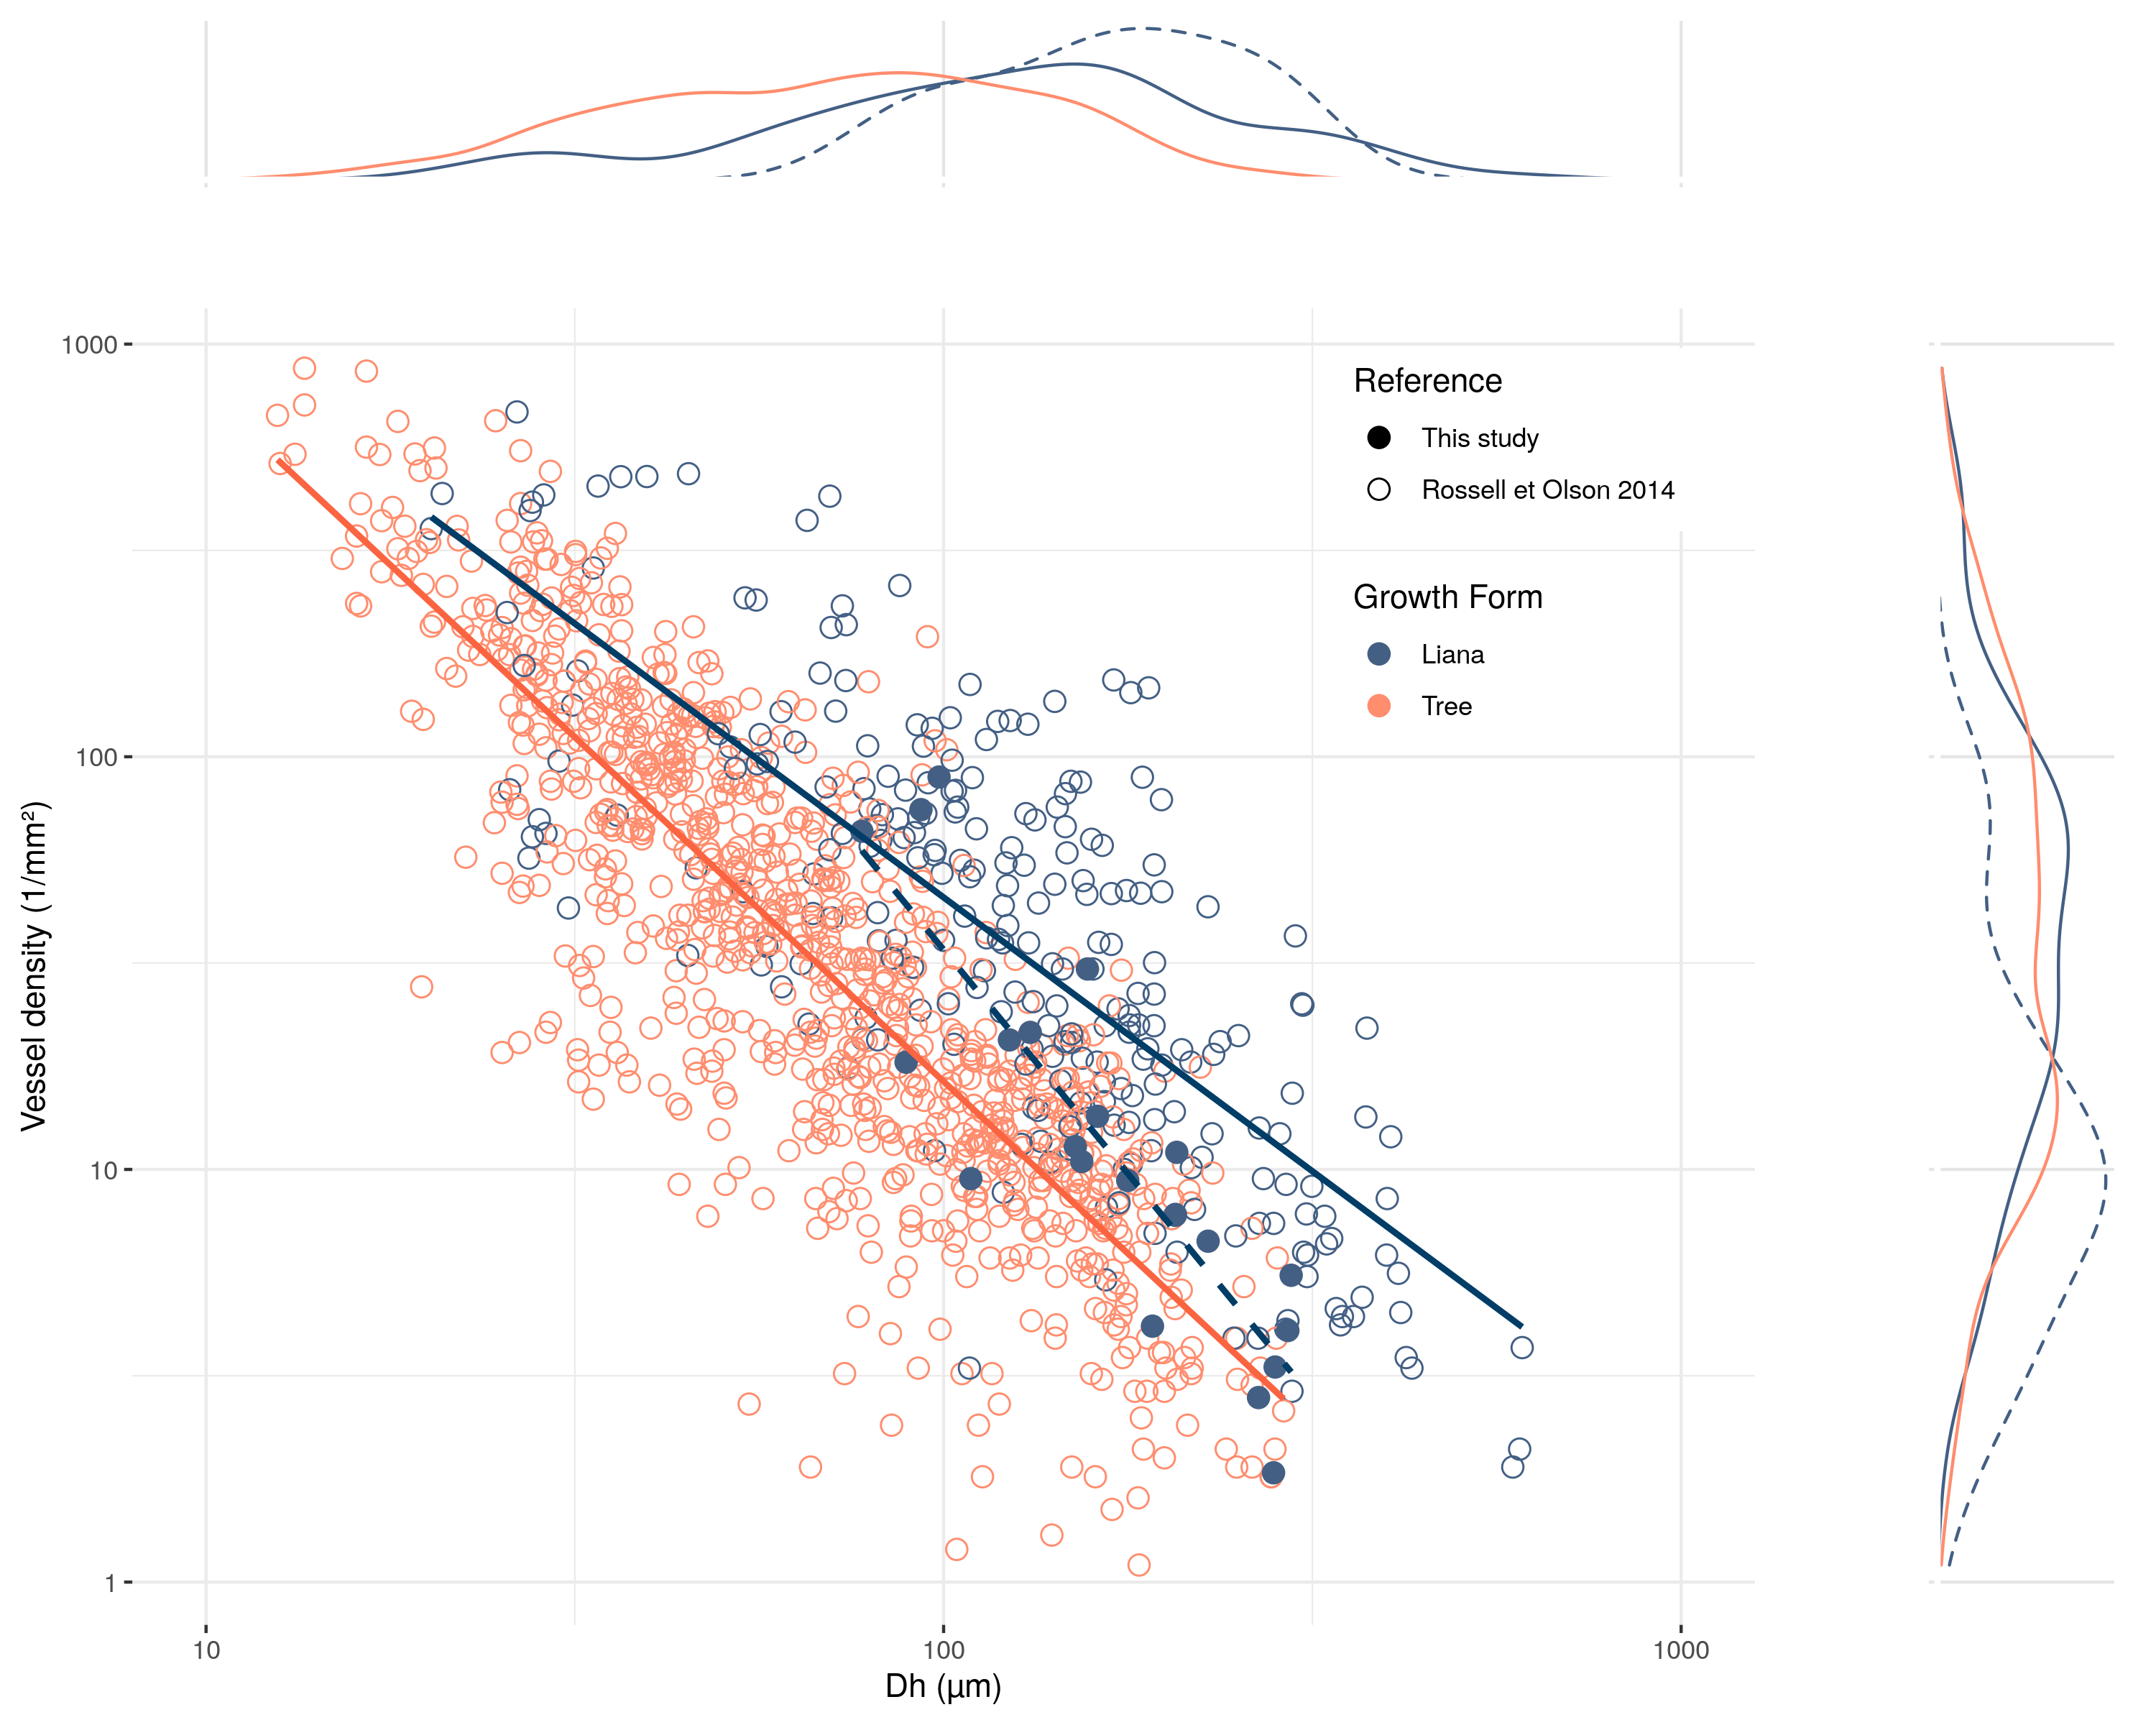 1000
100
10
1
Vessel density (1/mm²)
Reference
This study
Rossell et Olson 2014
Growth Form
Liana
Tree
10
100
1000
Dh (µm)